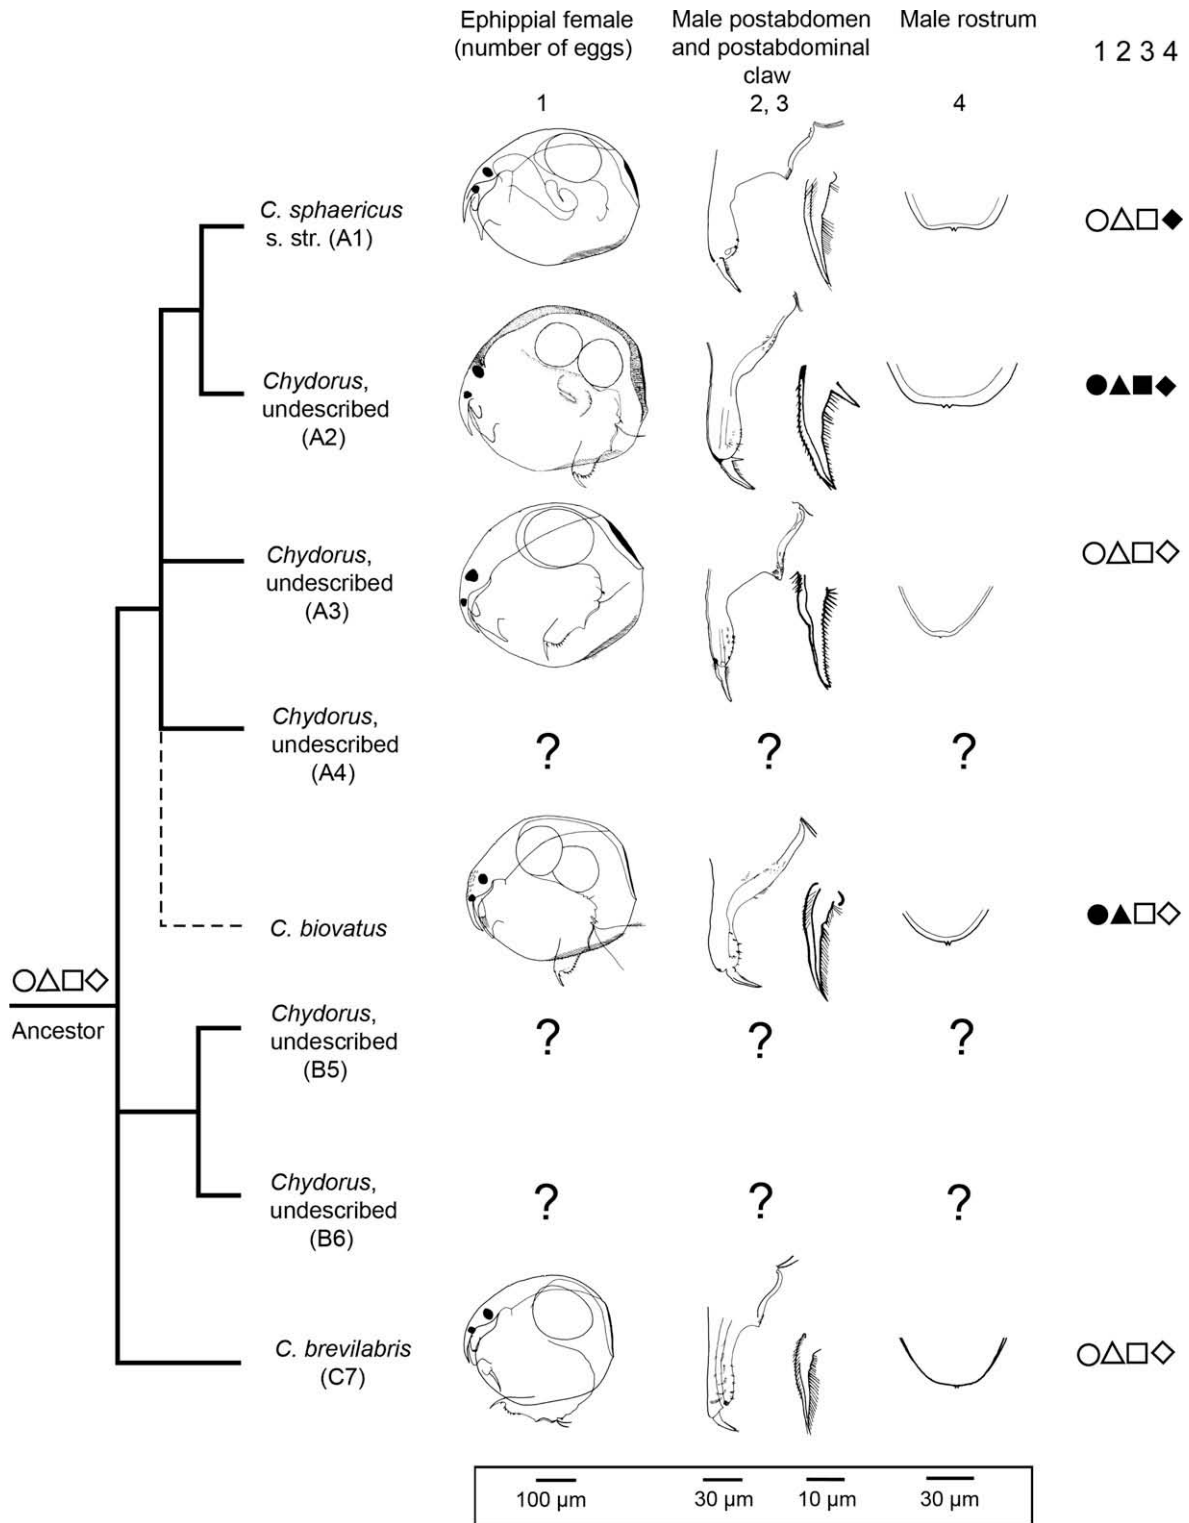 Ephippial female
(number of eggs)
1
Male postabdomen
and postabdominal
claw
2, 3
Male rostrum
4
1 2 3 4
C. sphaericus
s. str. (A1)
Chydorus,
undescribed
(A2)
Chydorus,
undescribed
(A3)
Chydorus,
undescribed
(A4)
? ? ?
C. biovatus
Ancestor
Chydorus,
undescribed
(B5)
? ? ?
Chydorus,
undescribed
(B6)
? ? ?
C. brevilabris
(C7)
100 µm 30 µm 10 µm 30 µm